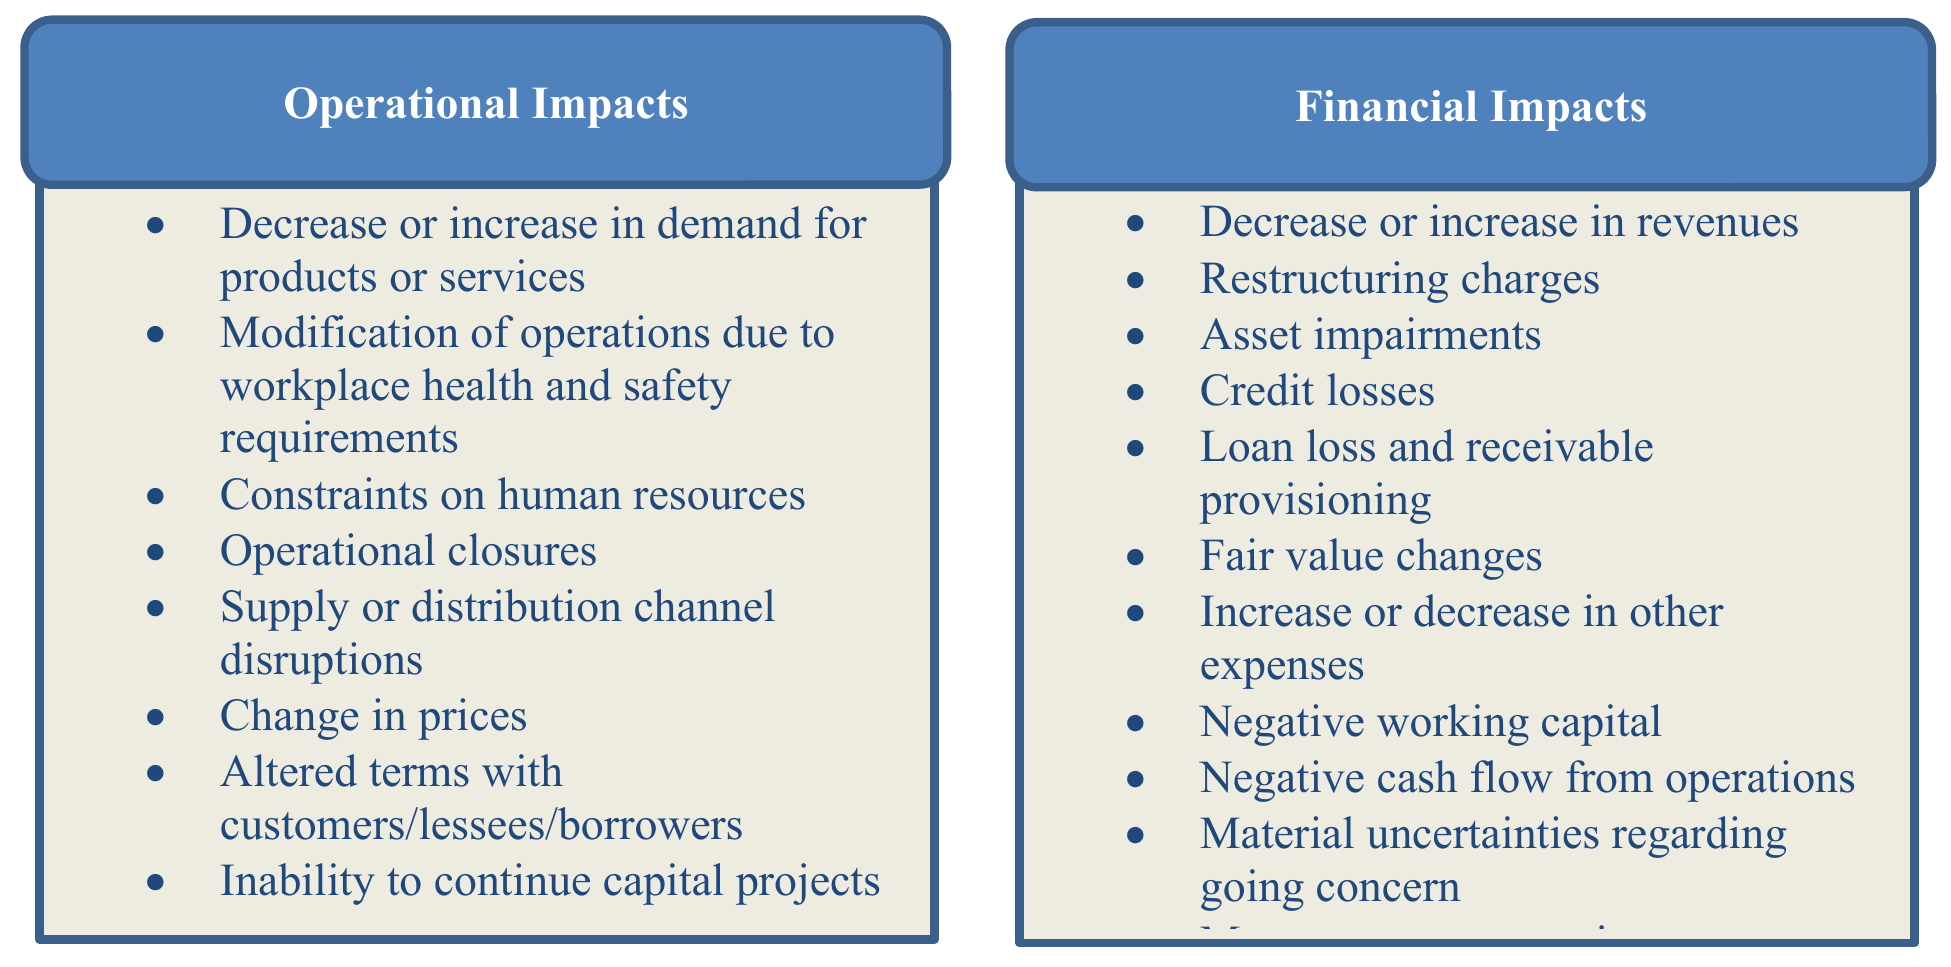 Operational Impacts
• Decrease or increase in demand for
products or services
• Modification of operations due to
workplace health and safety
requirements
• Constraints on human resources
• Operational closures
• Supply or distribution channel
disruptions
• Change in prices
• Altered terms with
customers/lessees/borrowers
• Inability to continue capital projects
Financial Impacts
• Decrease or increase in revenues
• Restructuring charges
• Asset impairments
• Credit losses
• Loan loss and receivable
provisioning
• Fair value changes
• Increase or decrease in other
expenses
• Negative working capital
• Negative cash flow from operations
• Material uncertainties regarding
going concern